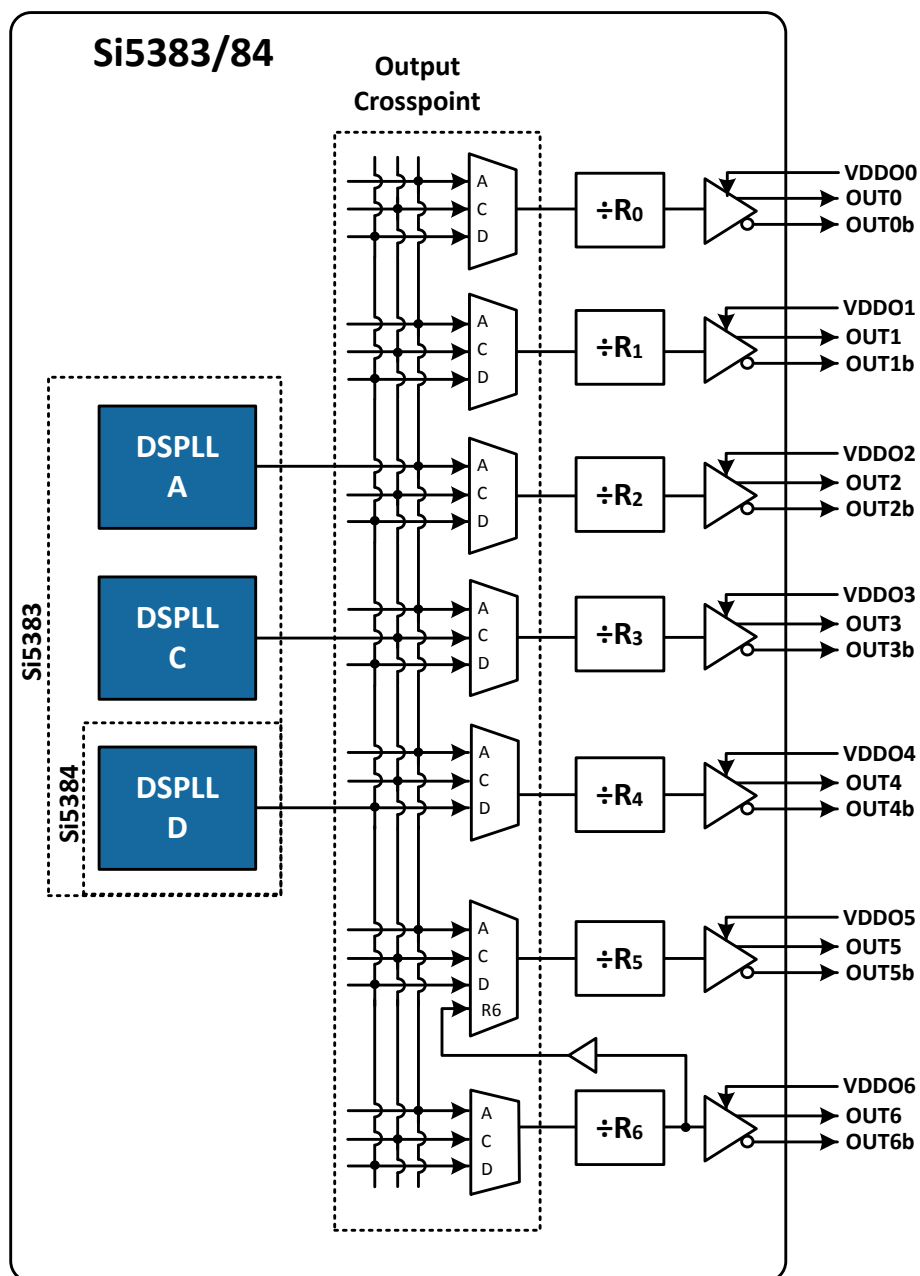 Si5383/84
Output
Crosspoint
A
C
D
÷R0
VDDO0
OUT0
OUT0b
A
C
D
÷R1
VDDO1
OUT1
OUT1b
DSPLL
A
A
C
D
÷R2
VDDO2
OUT2
OUT2b
Si5383
DSPLL
C
A
C
D
÷R3
VDDO3
OUT3
OUT3b
Si5384
DSPLL
D
A
C
D
÷R4
VDDO4
OUT4
OUT4b
A
C
D
R6
÷R5
VDDO5
OUT5
OUT5b
A
C
D
÷R6
VDDO6
OUT6
OUT6b